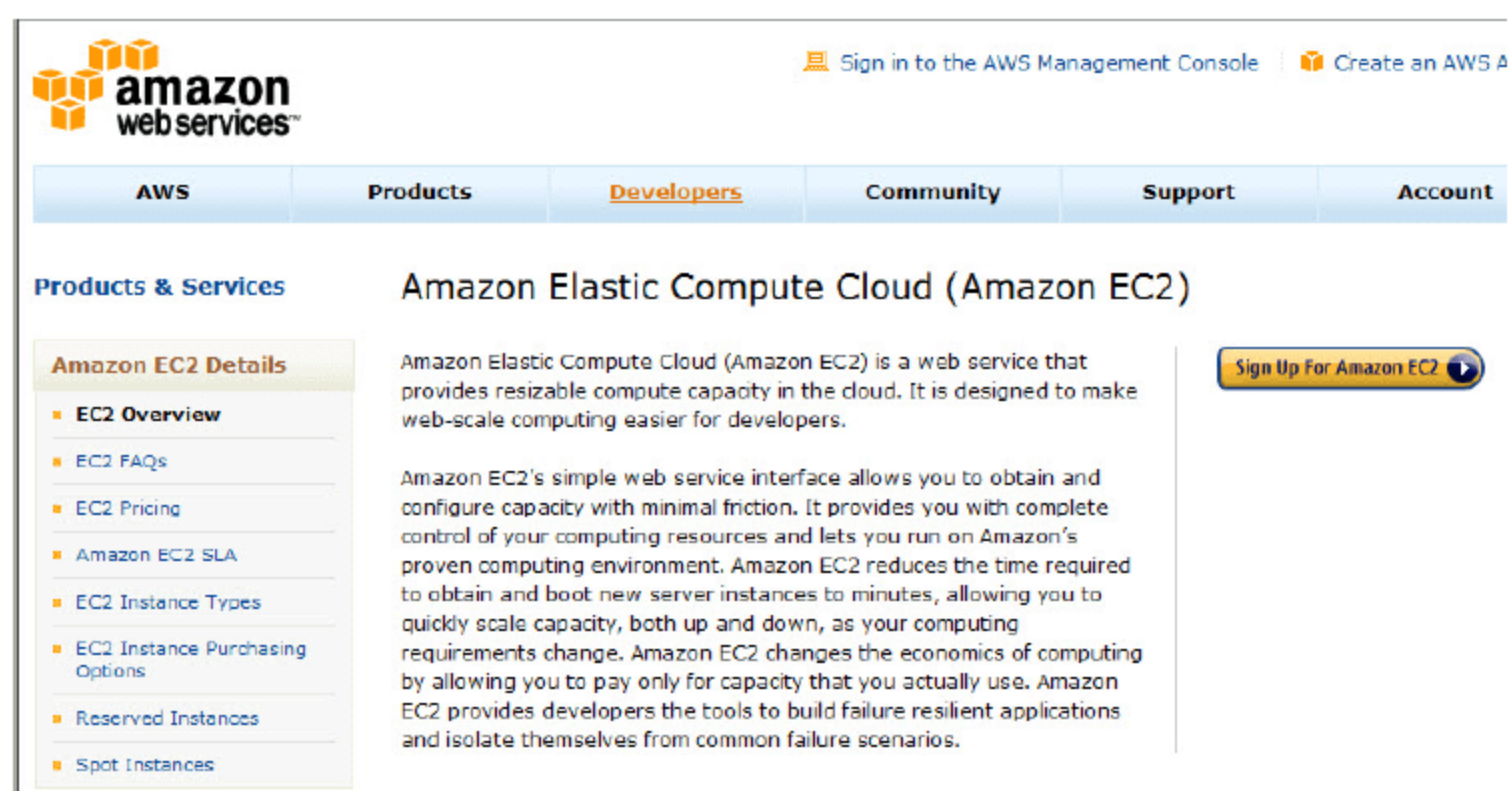 amazon
webservices™
Sign in to the AWS Management Console
Create an AWS A
AWS
Products
Developers
Community
Support
Account
Products & Services
Amazon EC2 Details
EC2 Overview
EC2 FAQs
EC2 Pricing
Amazon EC2 SLA
EC2 Instance Types
EC2 Instance Purchasing
Options
Reserved Instances
Spot Instances
Amazon Elastic Compute Cloud (Amazon EC2)
Amazon Elastic Compute Cloud (Amazon EC2) is a web service that
provides resizable compute capacity in the cloud. It is designed to make
web-scale computing easier for developers.
Amazon EC2's simple web service interface allows you to obtain and
configure capacity with minimal friction. It provides you with complete
control of your computing resources and lets you run on Amazon's
proven computing environment. Amazon EC2 reduces the time required
to obtain and boot new server instances to minutes, allowing you to
quickly scale capacity, both up and down, as your computing
requirements change. Amazon EC2 changes the economics of computing
by allowing you to pay only for capacity that you actually use. Amazon
EC2 provides developers the tools to build failure resilient applications
and isolate themselves from common failure scenarios.
Sign Up For Amazon EC2